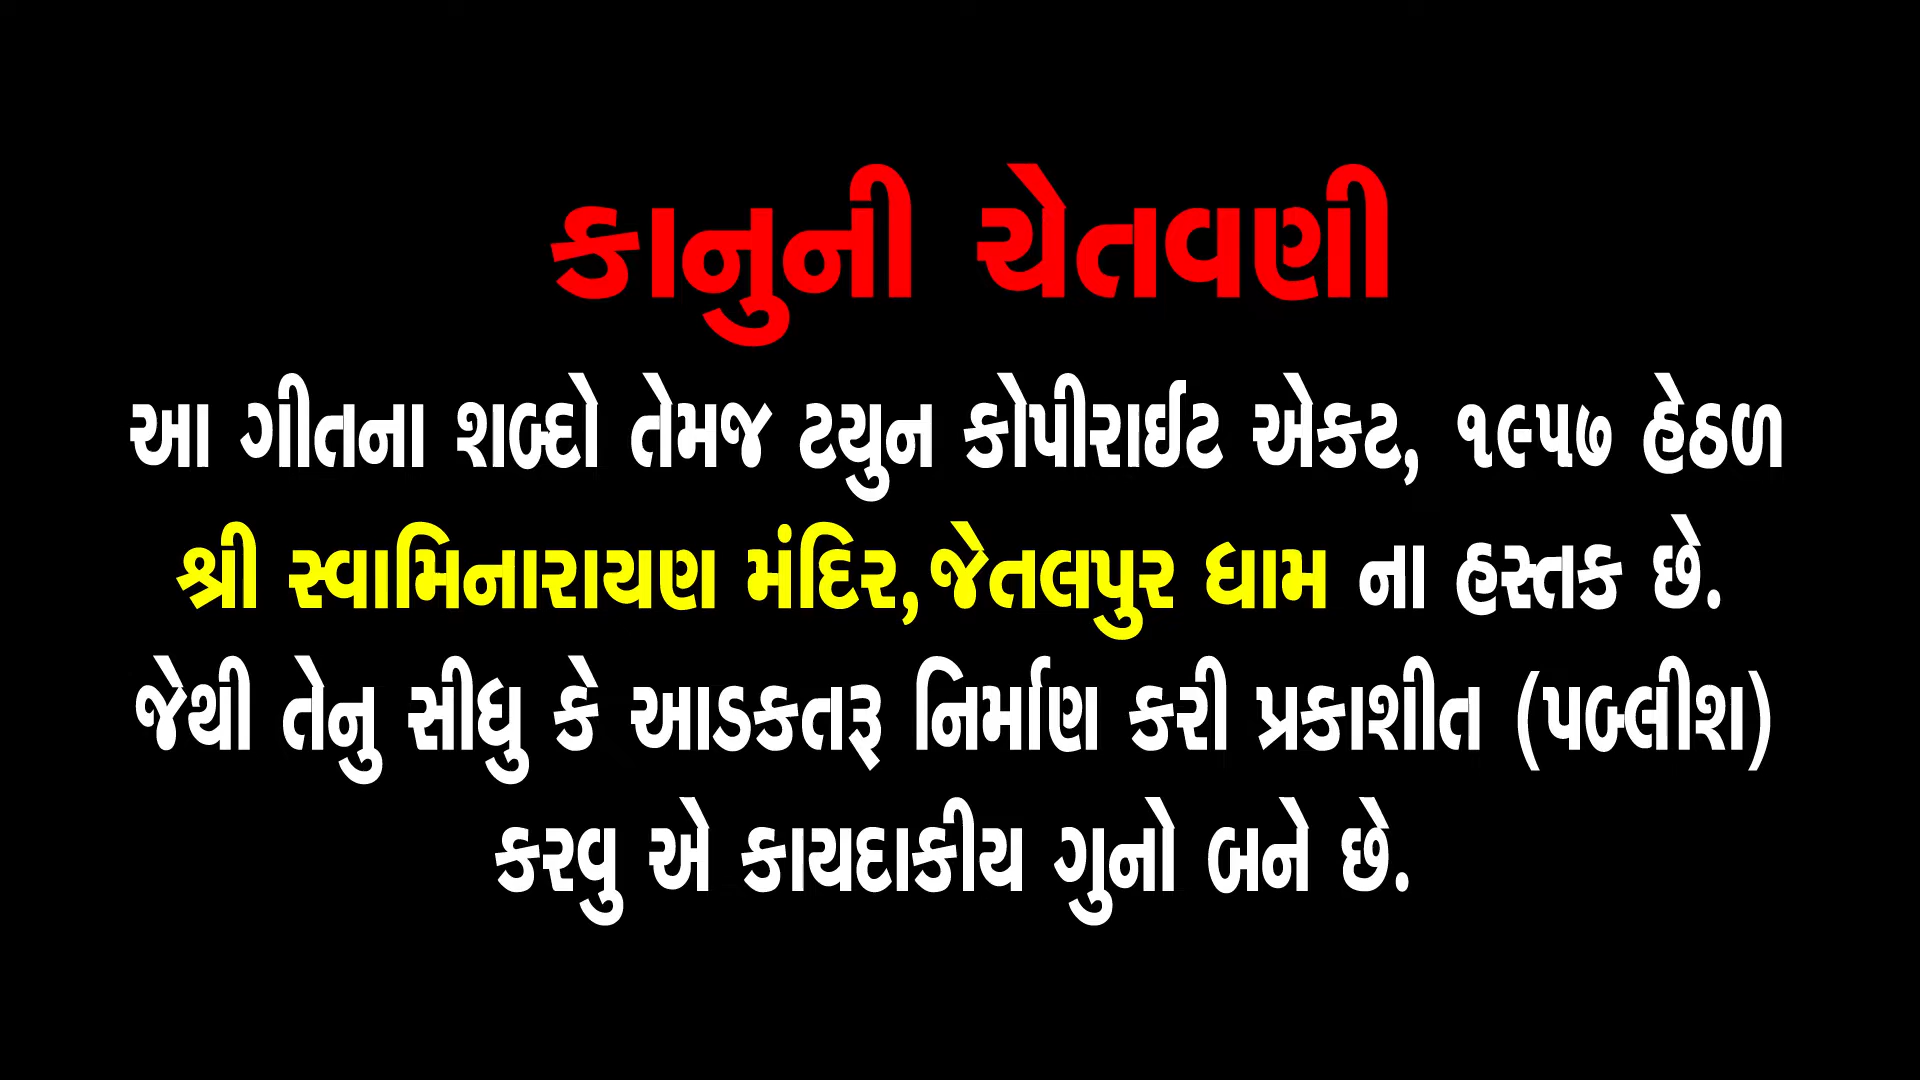 કાનુની ચેતવણી
આ ગીતના શબ્દો તેમજ ટયુન કોપીરાઈટ એકટ, ૧૯૫૭ હેઠળ
શ્રી સ્વામિનારાયણ મંદિર,જેતલપુર ધામ ના હસ્તક છે.
જેથી તેનુ સીધુ કે આડકતરૂ નિર્માણ કરી પ્રકાશીત (પબ્લીશ)
કરવુ એ કાયદાકીય ગુનો બને છે.